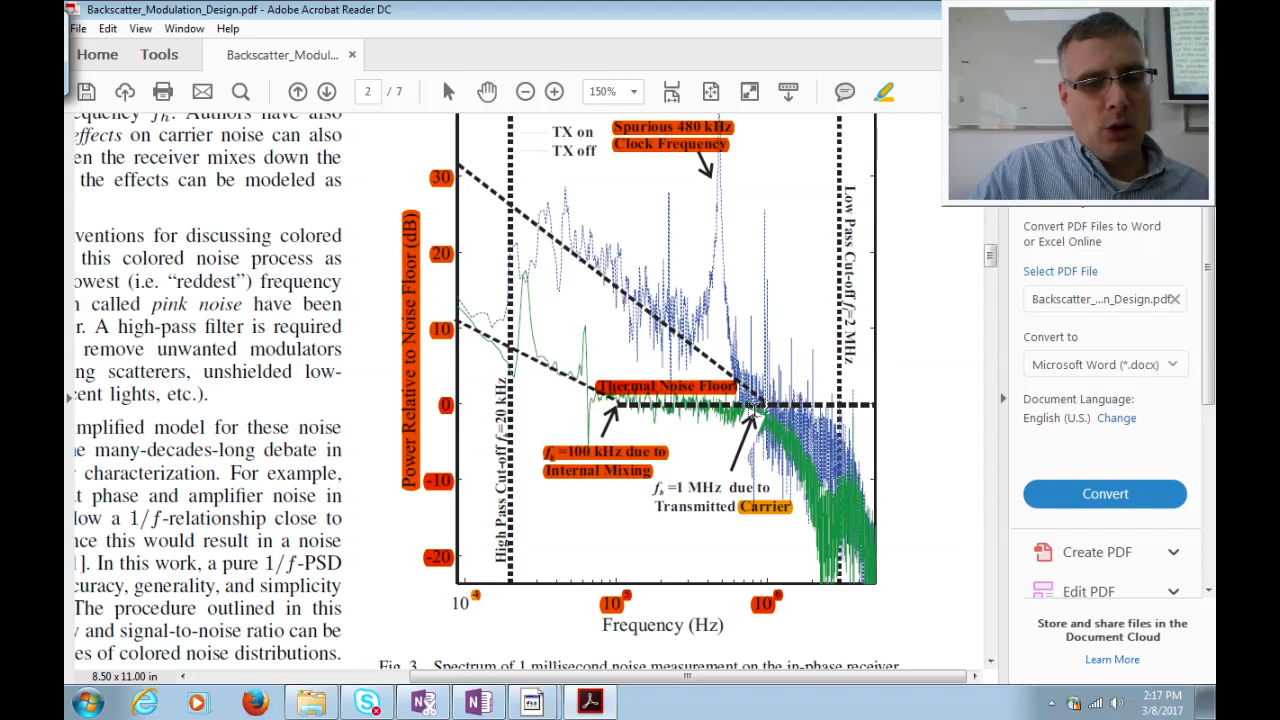 Backscatter_Modulation_Design.pdf - Adobe Acrobat Reader DC
File Edit View Window Help
Home Tools Backscatter_Modul... ×
2 / 7 150%
equency fh. Authors have also
effects on carrier noise can also
en the receiver mixes down the
the effects can be modeled as
ventions for discussing colored
this colored noise process as
owest (i.e. “reddest”) frequency
n called pink noise have been
r. A high-pass filter is required
remove unwanted modulators
ng scatterers, unshielded low-
cent lights, etc.).
mplified model for these noise
e many-decades-long debate in
characterization. For example,
t phase and amplifier noise in
low a 1/f-relationship close to
nce this would result in a noise
]. In this work, a pure 1/f-PSD
curacy, generality, and simplicity
The procedure outlined in this
y and signal-to-noise ratio can be
es of colored noise distributions.
TX on
TX off
Spurious 480 kHz
Clock Frequency
Power Relative to Noise Floor (dB)
30
20
10
0
-10
-20
High Pass Cut-off f=20 kHz
Low Pass Cut-off f=2 MHz
Thermal Noise Floor
fh =100 kHz due to
Internal Mixing
fh =1 MHz due to
Transmitted Carrier
10^4 10^5 10^6
Frequency (Hz)
Fig. 3. Spectrum of 1 millisecond noise measurement on the in-phase receiver
8.50 x 11.00 in
Convert PDF Files to Word
or Excel Online
Select PDF File
Backscatter_...n_Design.pdf ×
Convert to
Microsoft Word (*.docx)
Document Language:
English (U.S.) Change
Convert
Create PDF
Edit PDF
Store and share files in the
Document Cloud
Learn More
2:17 PM
3/8/2017